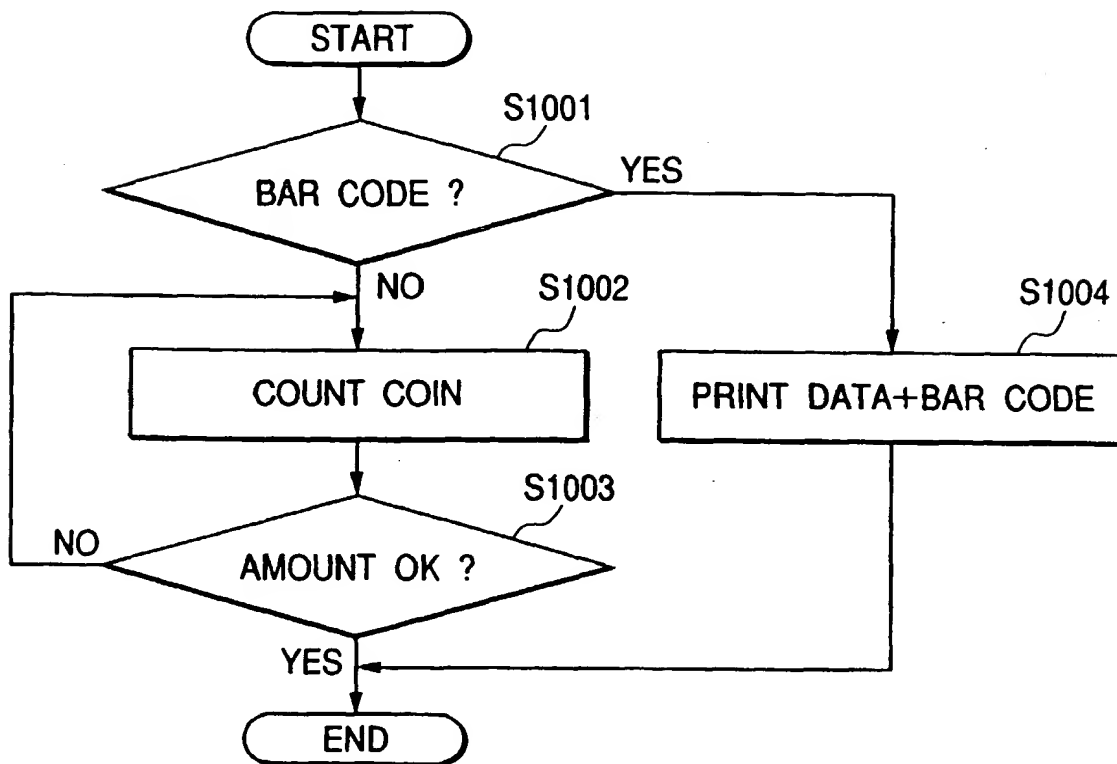 START
S1001
BAR CODE ?
YES
NO
S1002
S1004
COUNT COIN
PRINT DATA+BAR CODE
S1003
NO
AMOUNT OK ?
YES
END